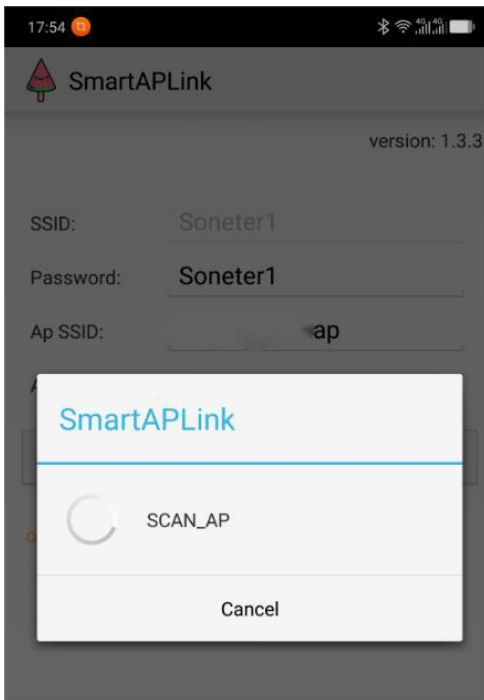 17:54
SmartAPLink
version: 1.3.3
SSID: Soneter1
Password: Soneter1
Ap SSID: ap
SmartAPLink
SCAN_AP
Cancel